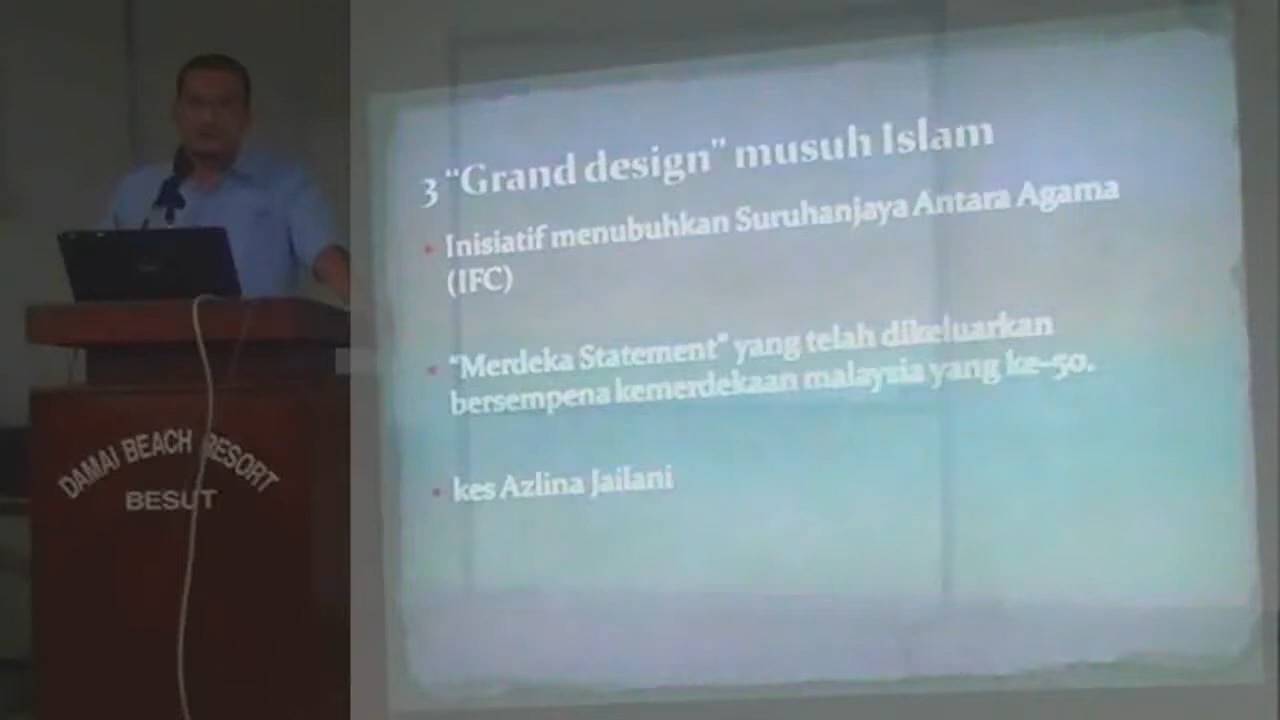 3 "Grand design" musuh Islam
Inisiatif menubuhkan Suruhanjaya Antara Agama
(IFC)
"Merdeka Statement" yang telah dikeluarkan
bersempena kemerdekaan malaysia yang ke-50.
kes Azlina Jailani
DAMAI BEACH RESORT
BESUT